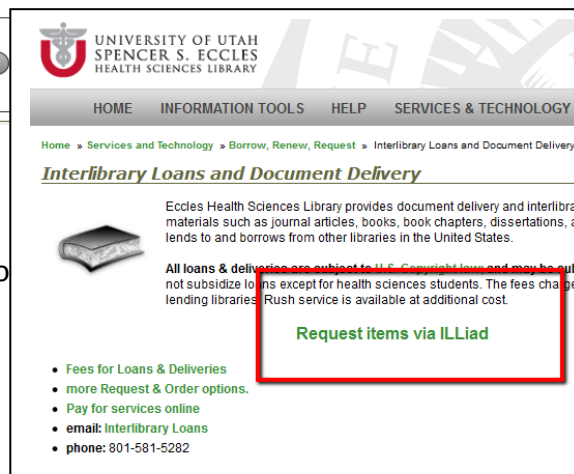 UNIVERSITY OF UTAH
SPENCER S. ECCLES
HEALTH SCIENCES LIBRARY
HOME INFORMATION TOOLS HELP SERVICES & TECHNOLOGY
Home » Services and Technology » Borrow, Renew, Request » Interlibrary Loans and Document Delivery
Interlibrary Loans and Document Delivery
Eccles Health Sciences Library provides document delivery and interlibra
materials such as journal articles, books, book chapters, dissertations, a
lends to and borrows from other libraries in the United States.
All loans & deliveries are subject to U.S. Copyright law, and may be su
not subsidize loans except for health sciences students. The fees charge
lending libraries. Rush service is available at additional cost.
Request items via ILLiad
• Fees for Loans & Deliveries
• more Request & Order options.
• Pay for services online
• email: Interlibrary Loans
• phone: 801-581-5282